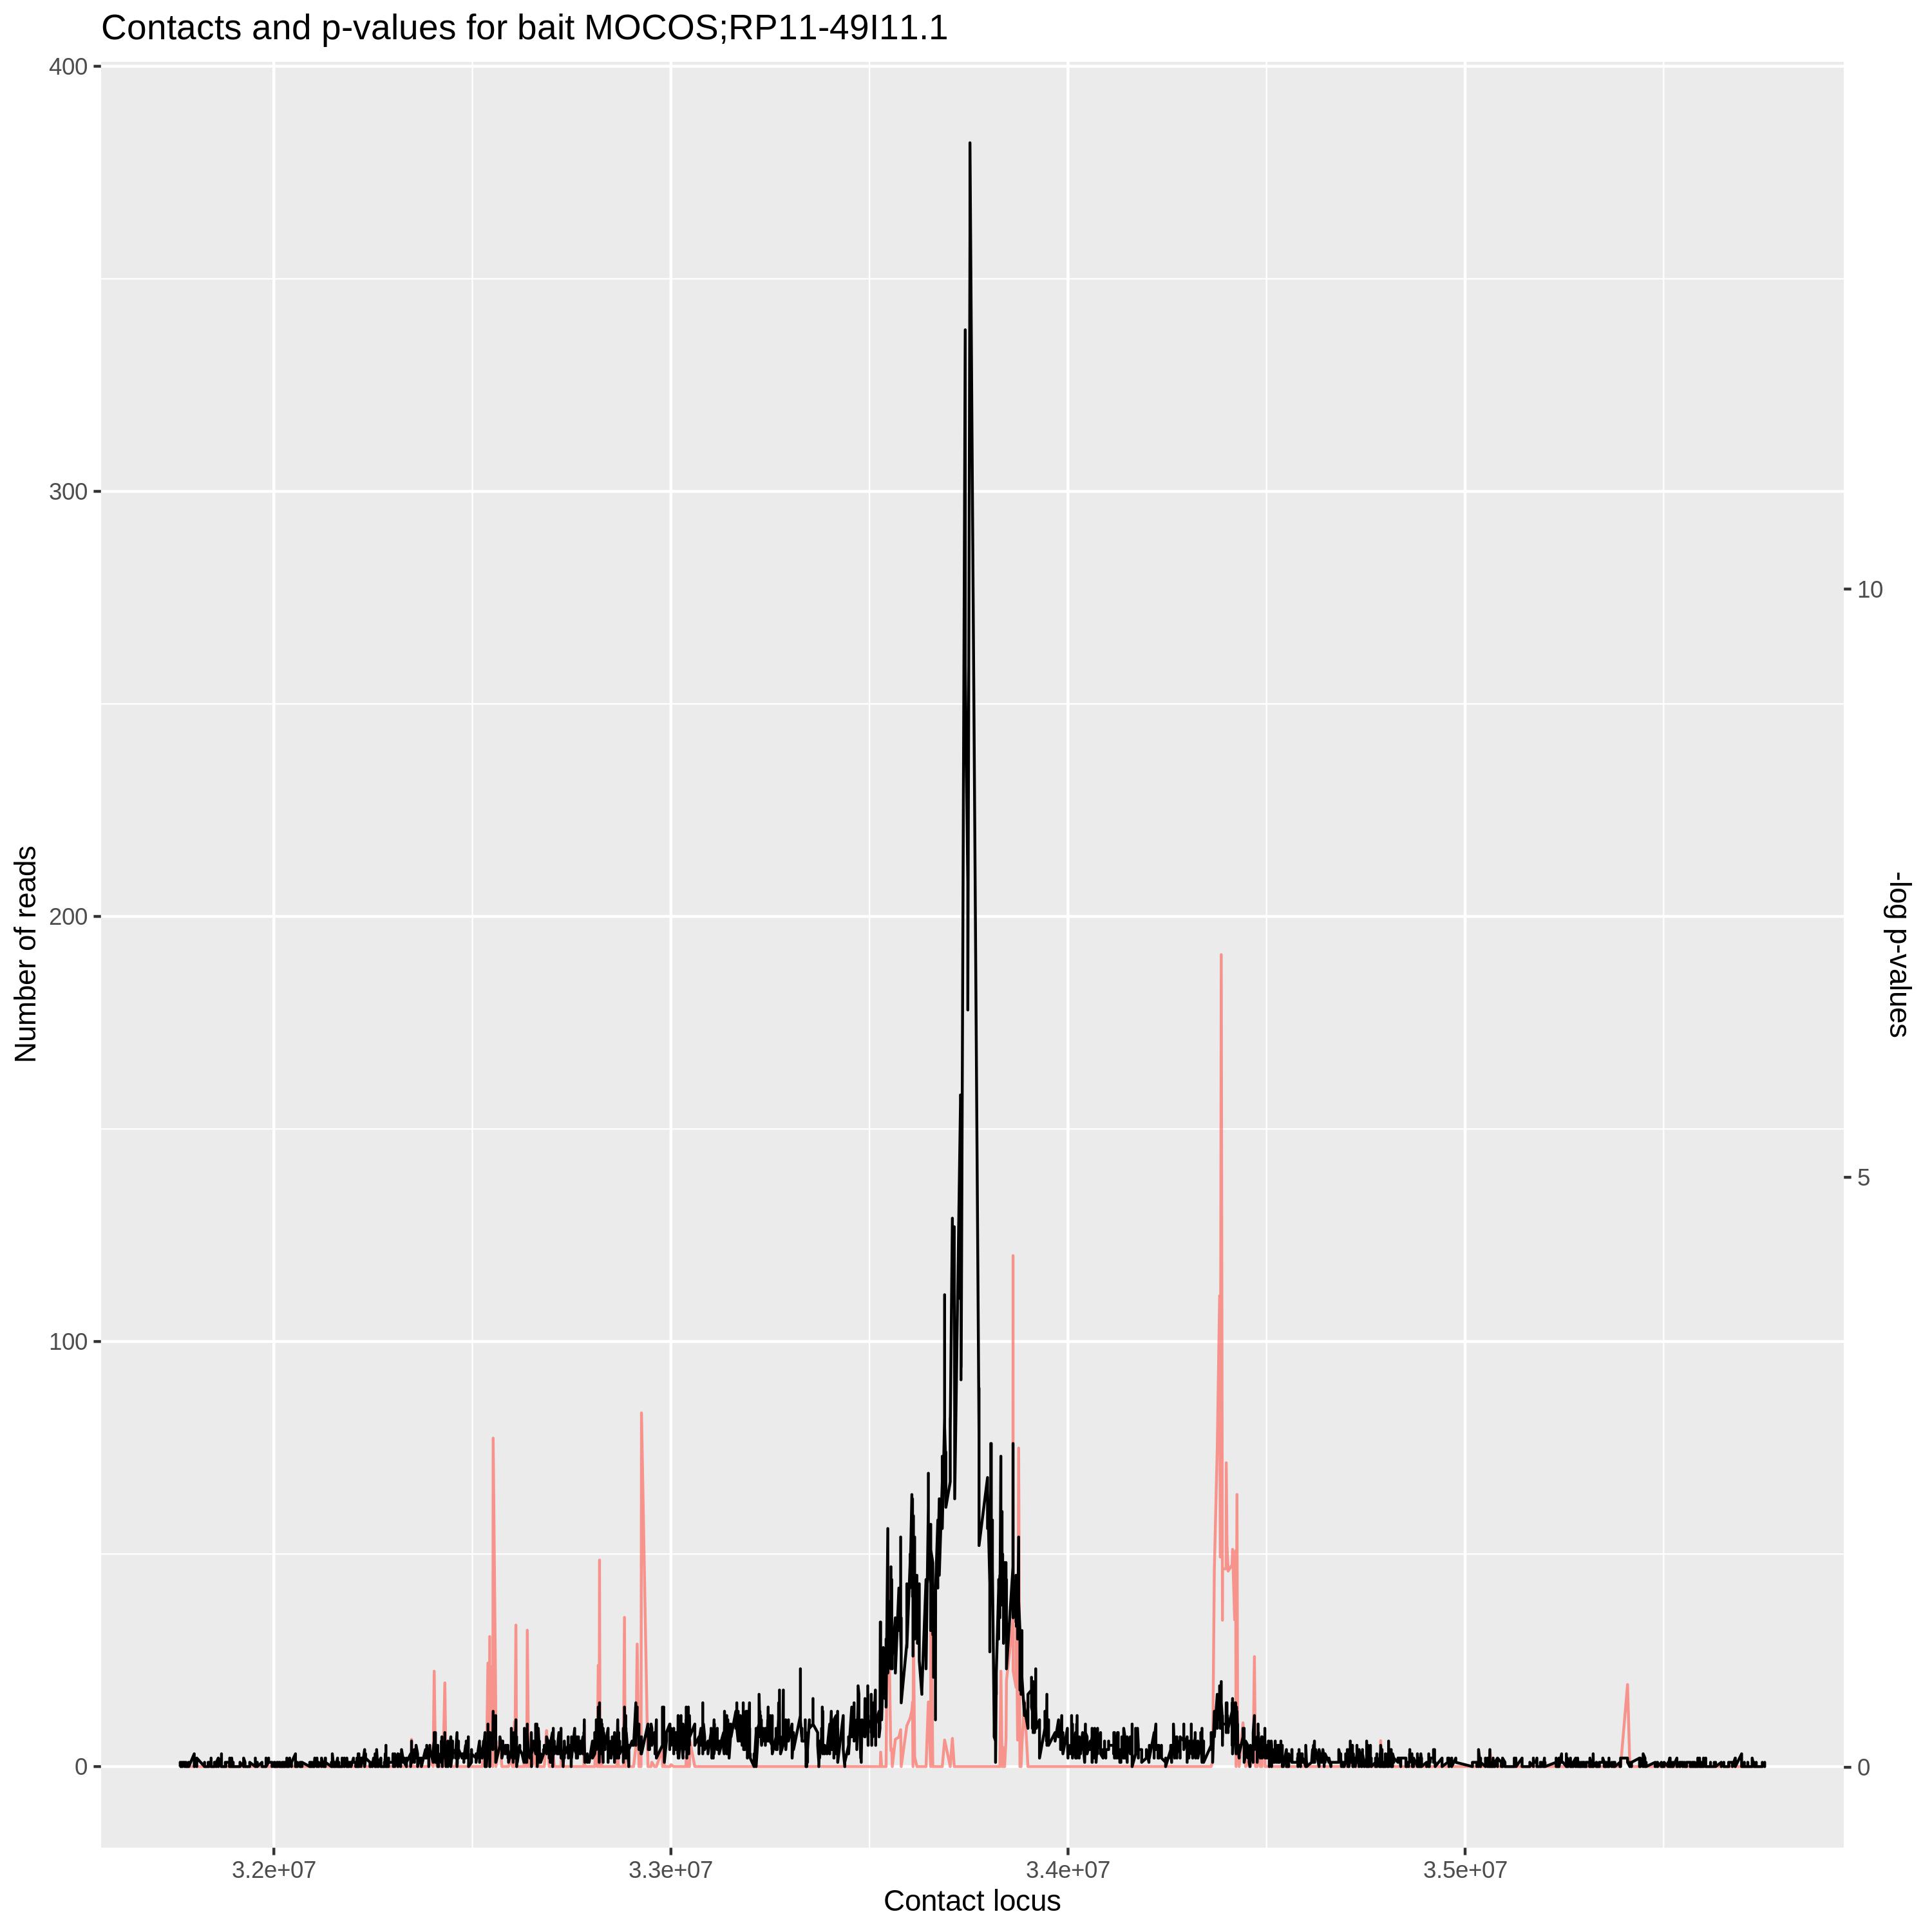 Contacts and p-values for bait MOCOS;RP11-49I11.1
400
300
200
100
0
Number of reads
10
5
0
-log p-values
3.2e+07
3.3e+07
3.4e+07
3.5e+07
Contact locus